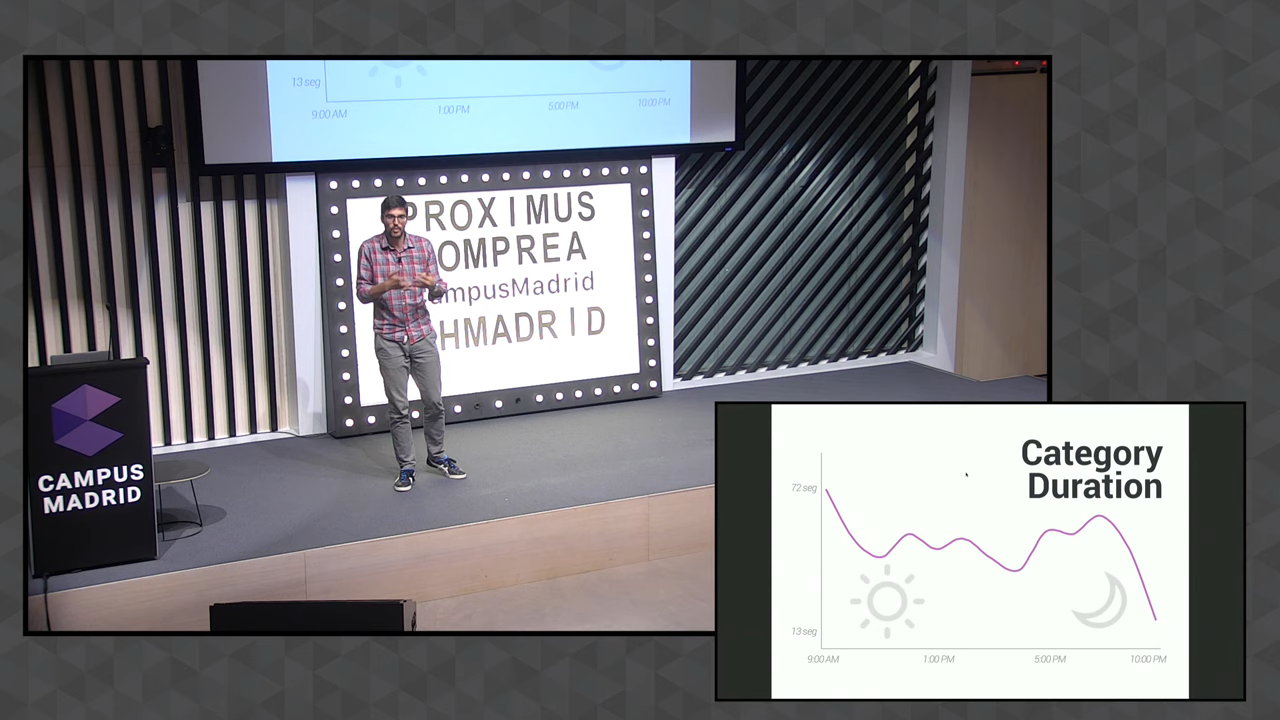 13 seg
9:00 AM
1:00 PM
5:00 PM
10:00 PM
PROXIMUS
OMPREA
ampusMadrid
HMADRID
CAMPUS
MADRID
Category
Duration
72 seg
13 seg
9:00 AM
1:00 PM
5:00 PM
10:00 PM